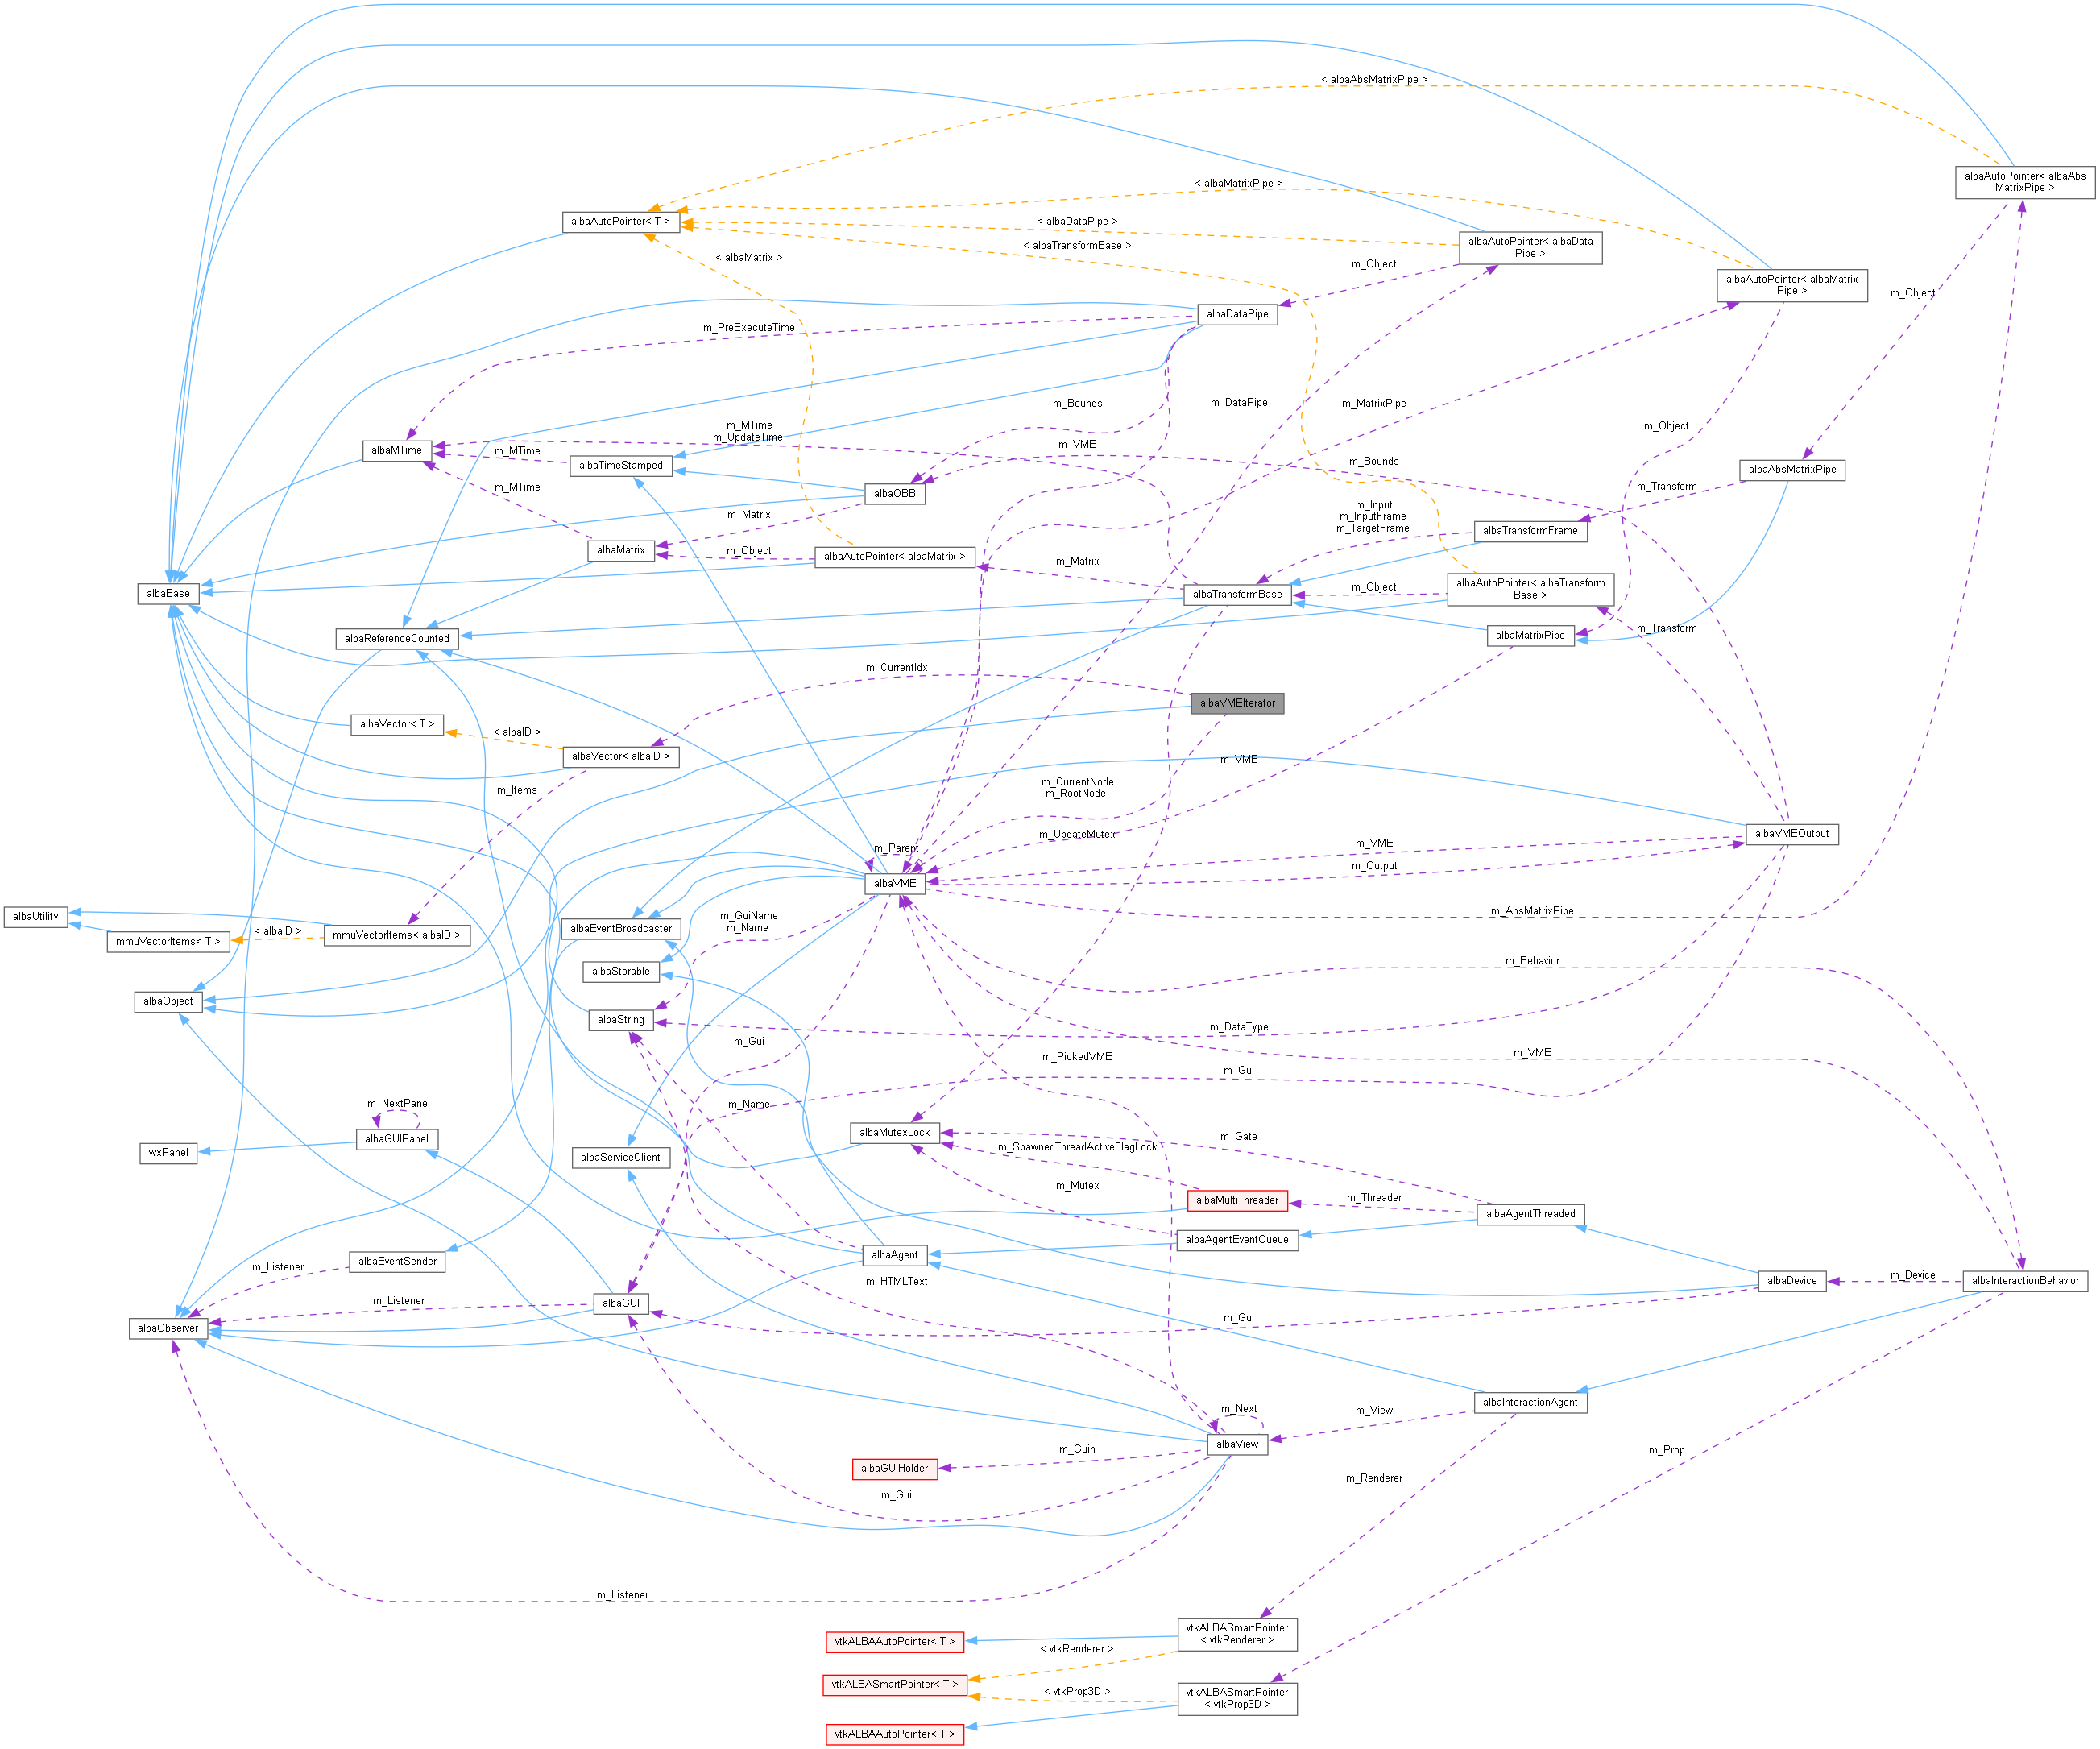 < albaAbsMatrixPipe >
albaAutoPointer< albaAbs
MatrixPipe >
< albaMatrixPipe >
albaAutoPointer< T >
< albaDataPipe >
albaAutoPointer< albaData
Pipe >
< albaTransformBase >
< albaMatrix >
m_Object
albaAutoPointer< albaMatrix
Pipe >
m_Object
albaDataPipe
m_PreExecuteTime
m_Bounds
m_DataPipe
m_MatrixPipe
m_MTime
m_UpdateTime
m_Object
albaMTime
m_MTime
albaTimeStamped
m_VME
m_Bounds
albaAbsMatrixPipe
m_MTime
albaOBB
m_Transform
m_Matrix
m_Input
m_InputFrame
m_TargetFrame
albaTransformFrame
albaMatrix
m_Object
albaAutoPointer< albaMatrix >
m_Matrix
albaBase
albaTransformBase
m_Object
albaAutoPointer< albaTransform
Base >
albaReferenceCounted
albaMatrixPipe
m_Transform
m_CurrentIdx
albaVMEIterator
albaVector< T >
< albaID >
albaVector< albaID >
m_VME
m_Items
m_CurrentNode
m_RootNode
m_UpdateMutex
albaVMEOutput
m_Parent
m_VME
m_Output
albaVME
albaUtility
m_GuiName
m_Name
m_AbsMatrixPipe
mmuVectorItems< T >
< albaID >
mmuVectorItems< albaID >
albaEventBroadcaster
albaStorable
m_Behavior
albaObject
albaString
m_DataType
m_Gui
m_PickedVME
m_VME
m_Gui
m_NextPanel
m_Name
albaGUIPanel
albaMutexLock
m_Gate
wxPanel
albaServiceClient
m_SpawnedThreadActiveFlagLock
m_Mutex
albaMultiThreader
m_Threader
albaAgentThreaded
albaAgentEventQueue
albaEventSender
albaAgent
m_Listener
m_HTMLText
albaDevice
m_Device
albaInteractionBehavior
m_Listener
albaGUI
albaObserver
m_Gui
albaInteractionAgent
m_Next
m_View
albaView
m_Guih
albaGUIHolder
m_Prop
m_Gui
m_Renderer
m_Listener
vtkALBASmartPointer
< vtkRenderer >
vtkALBAAutoPointer< T >
< vtkRenderer >
vtkALBASmartPointer< T >
< vtkProp3D >
vtkALBASmartPointer
< vtkProp3D >
vtkALBAAutoPointer< T >